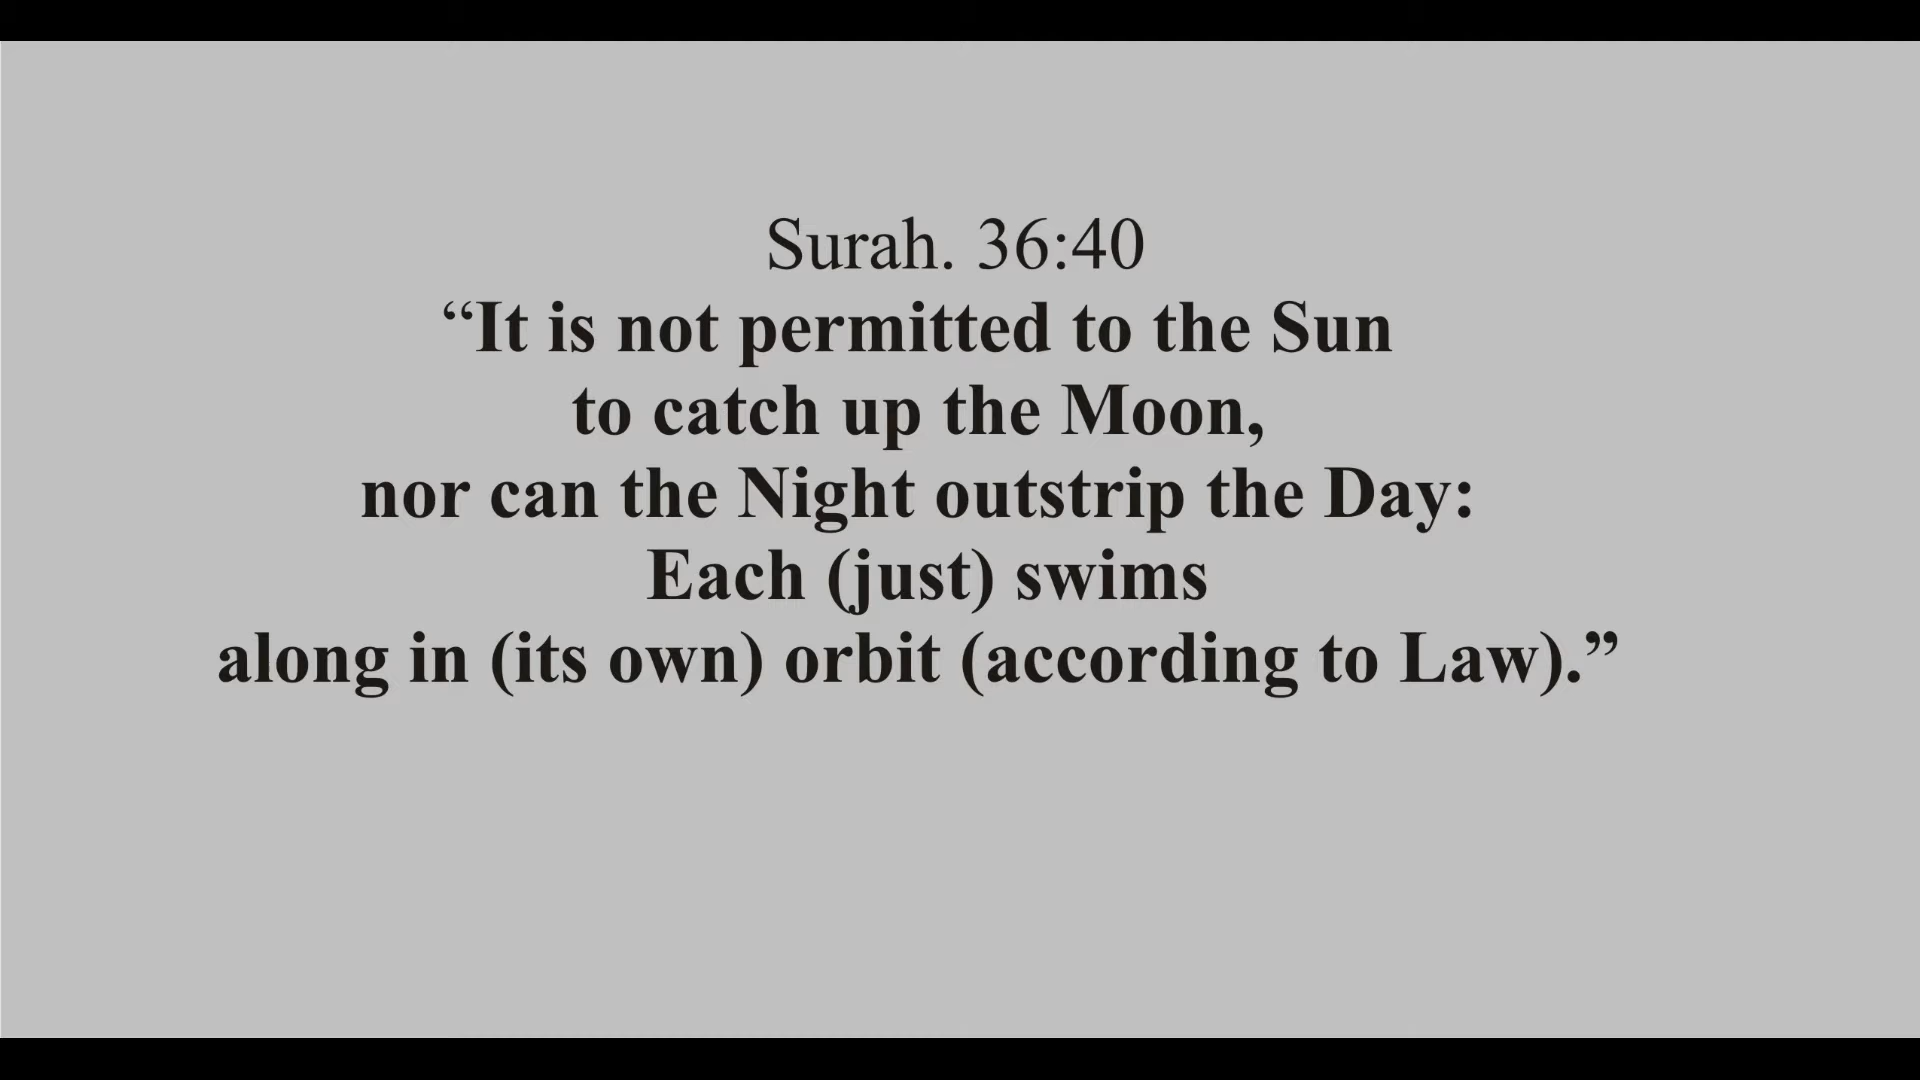 Surah. 36:40
“It is not permitted to the Sun
to catch up the Moon,
nor can the Night outstrip the Day:
Each (just) swims
along in (its own) orbit (according to Law).”